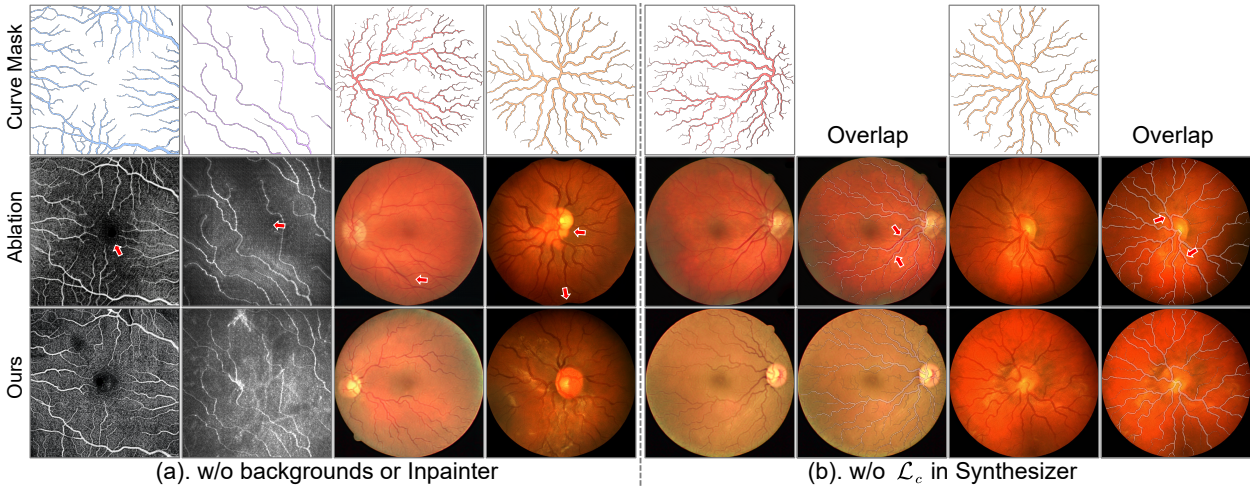 Curve Mask
Overlap
Overlap
Ablation
Ours
(a). w/o backgrounds or Inpainter
(b). w/o ℒc in Synthesizer